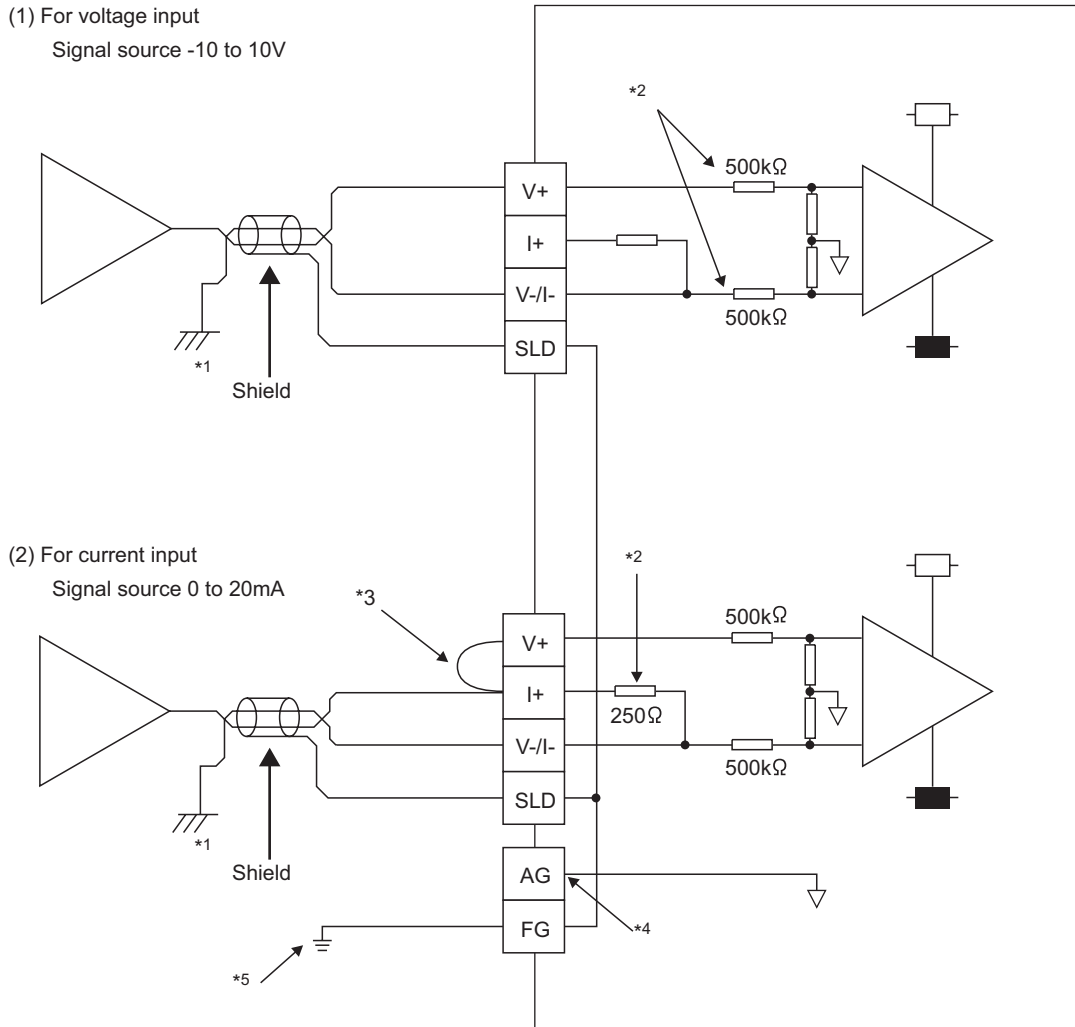 (1) For voltage input
Signal source -10 to 10V
*2
500kΩ
V+
I+
V-/I-
500kΩ
SLD
*1
Shield
(2) For current input
Signal source 0 to 20mA
*2
*3
500kΩ
V+
I+
250Ω
V-/I-
500kΩ
SLD
*1
Shield
AG
*4
FG
*5